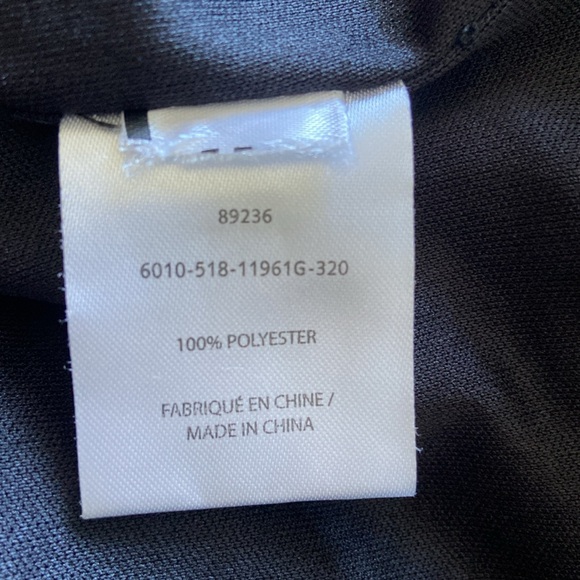 89236
6010-518-11961G-320
100% POLYESTER
FABRIQUÉ EN CHINE /
MADE IN CHINA